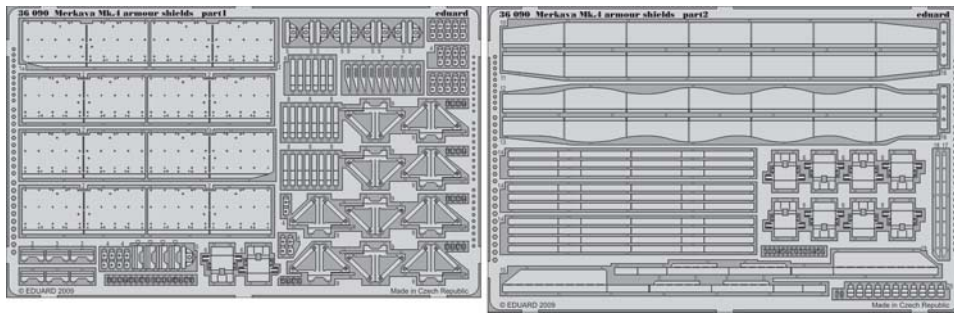 36 090 Merkava Mk.4 armour shields part1 eduard
© EDUARD 2009 Made in Czech Republic
36 090 Merkava Mk.4 armour shields part2 eduard
© EDUARD 2009 Made in Czech Republic